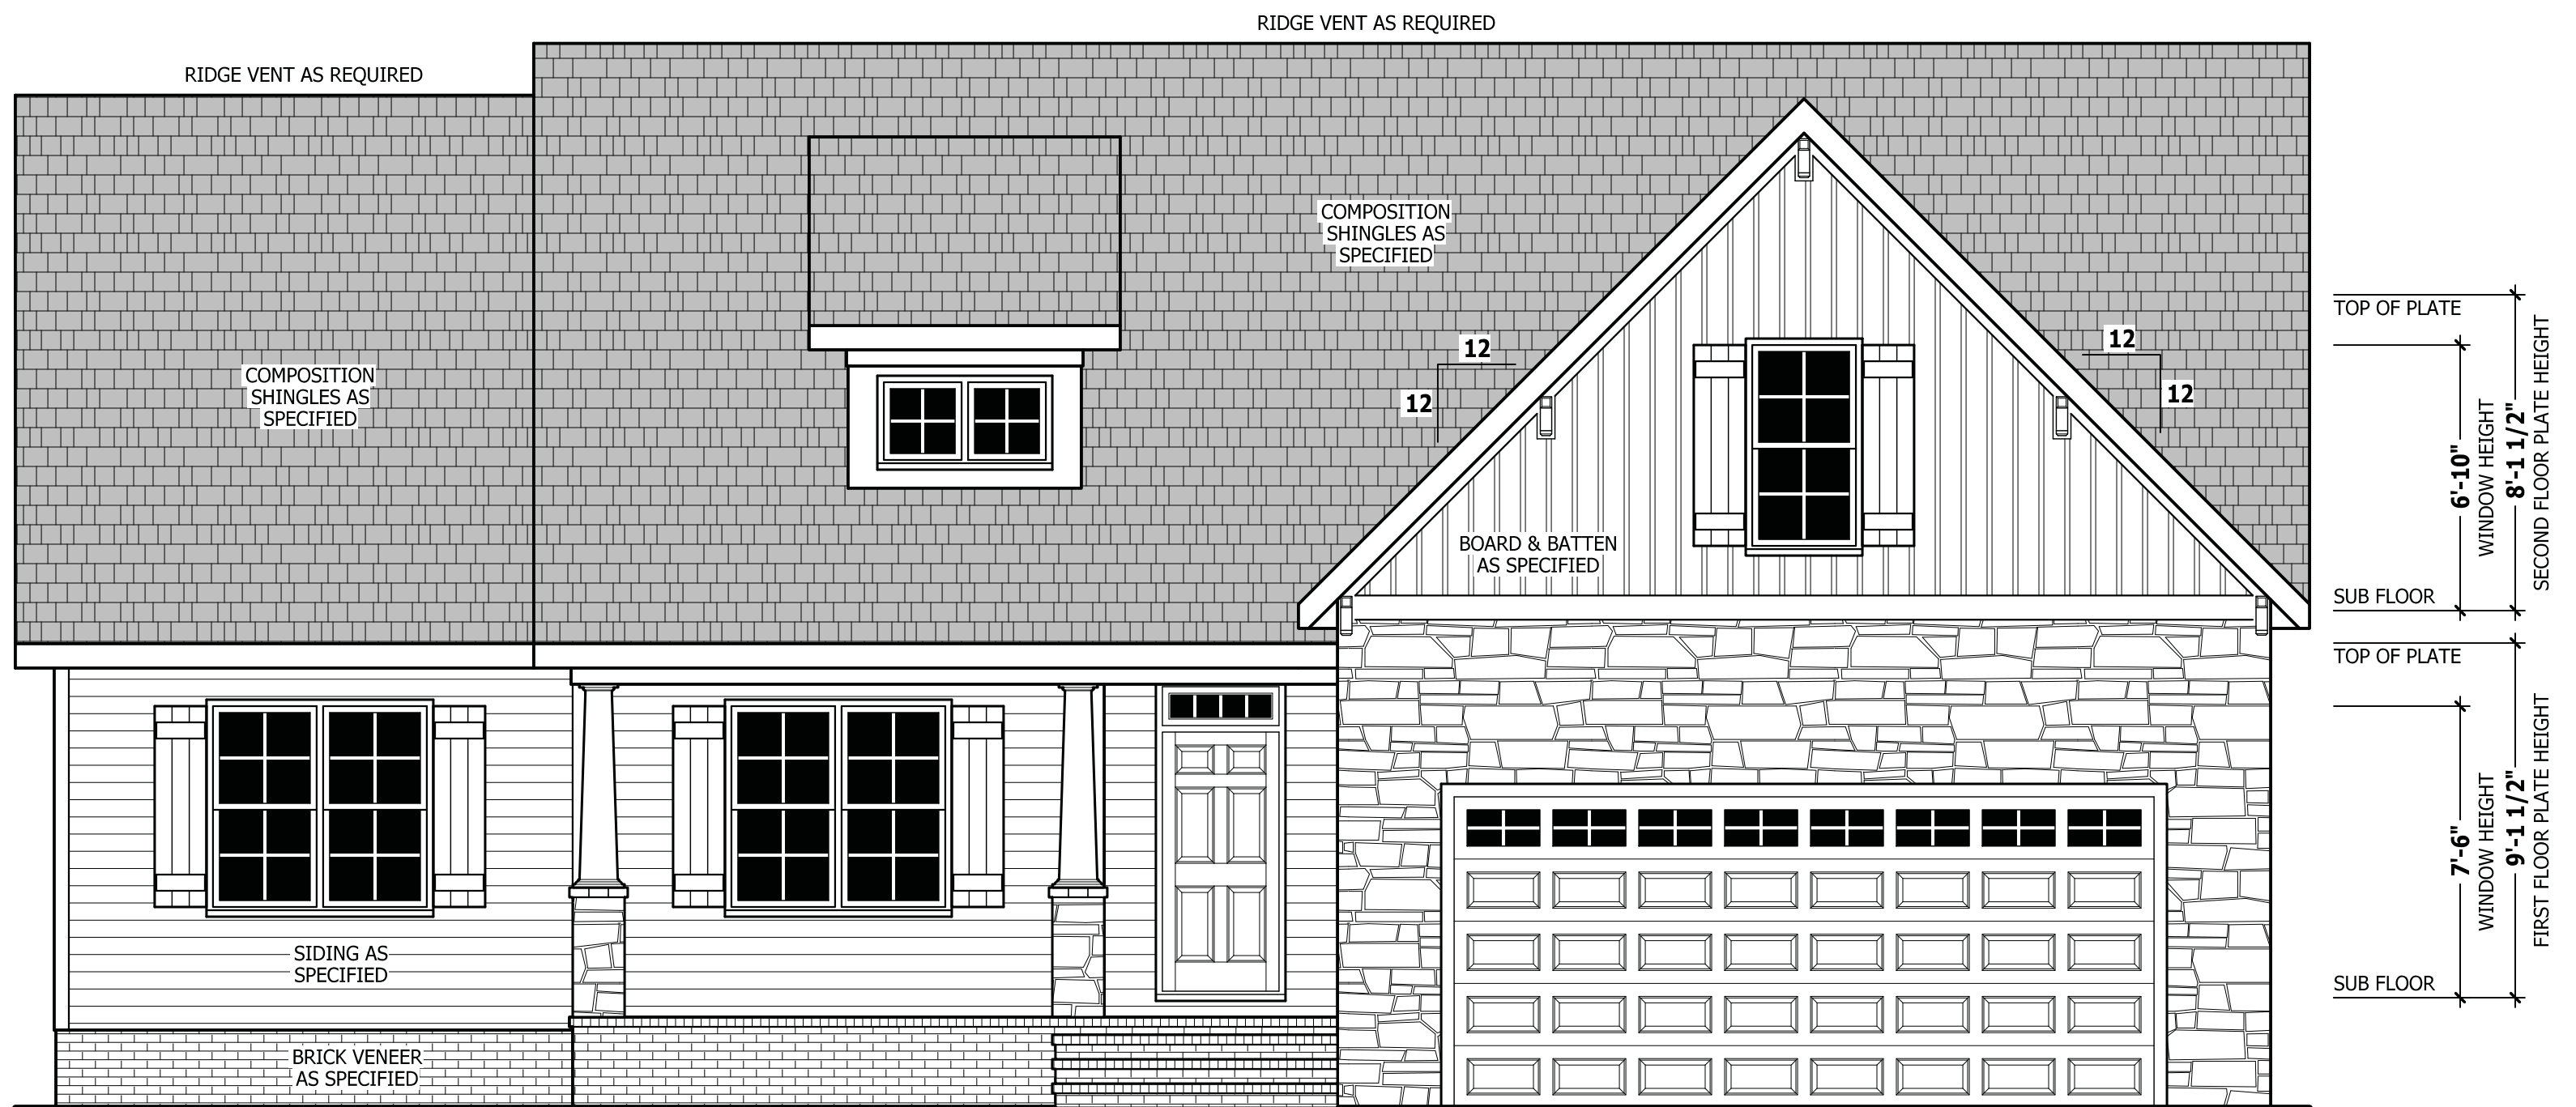 RIDGE VENT AS REQUIRED
RIDGE VENT AS REQUIRED
COMPOSITION
SHINGLES AS
SPECIFIED
COMPOSITION
SHINGLES AS
SPECIFIED
12
12
12
12
BOARD & BATTEN
AS SPECIFIED
TOP OF PLATE
6'-10"
WINDOW HEIGHT
8'-1 1/2"
SECOND FLOOR PLATE HEIGHT
SUB FLOOR
TOP OF PLATE
7'-6"
WINDOW HEIGHT
9'-1 1/2"
FIRST FLOOR PLATE HEIGHT
SUB FLOOR
SIDING AS
SPECIFIED
BRICK VENEER
AS SPECIFIED